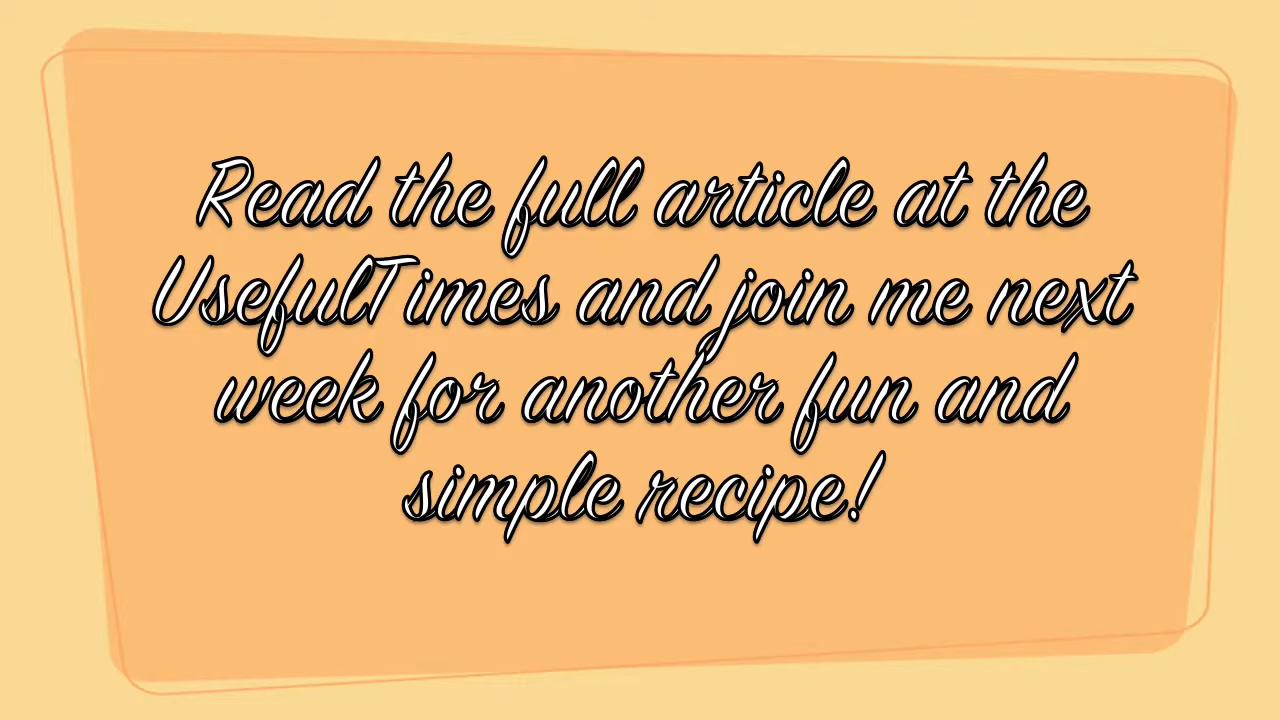 Read the full article at the
UsefulTimes and join me next
week for another fun and
simple recipe!